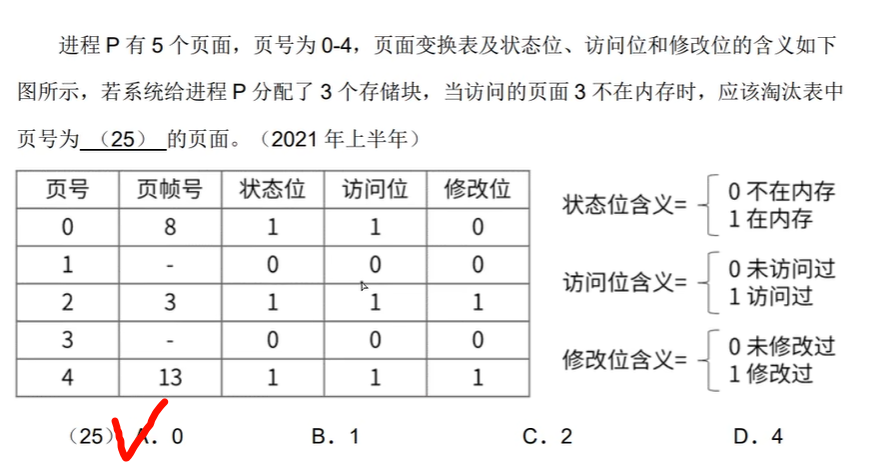 进程 P 有 5 个页面，页号为 0-4，页面变换表及状态位、访问位和修改位的含义如下
图所示，若系统给进程 P 分配了 3 个存储块，当访问的页面 3 不在内存时，应该淘汰表中
页号为 （25） 的页面。（2021 年上半年）
页号 页帧号 状态位 访问位 修改位
0 8 1 1 0
1 - 0 0 0
2 3 1 1 1
3 - 0 0 0
4 13 1 1 1
状态位含义= 0 不在内存
1 在内存
访问位含义= 0 未访问过
1 访问过
修改位含义= 0 未修改过
1 修改过
（25） A. 0 B. 1 C. 2 D. 4